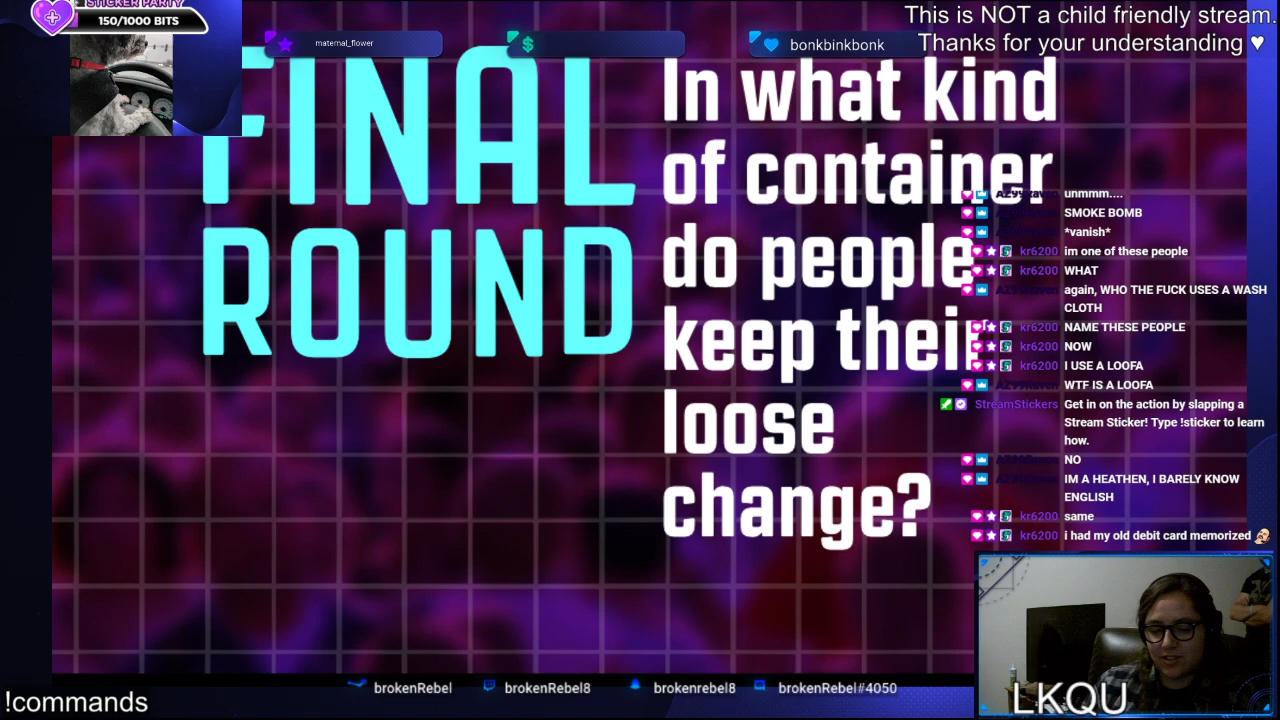 STICKER PARTY
150/1000 BITS
maternal_flower
$
bonkbinkbonk
This is NOT a child friendly stream.
Thanks for your understanding ♥
FINAL
ROUND
In what kind
of container
do people
keep their
loose
change?
unmmm....
SMOKE BOMB
*vanish*
kr6200 im one of these people
kr6200 WHAT
again, WHO THE FUCK USES A WASH
CLOTH
kr6200 NAME THESE PEOPLE
kr6200 NOW
kr6200 I USE A LOOFA
WTF IS A LOOFA
StreamStickers Get in on the action by slapping a
Stream Sticker! Type !sticker to learn
how.
NO
IM A HEATHEN, I BARELY KNOW
ENGLISH
kr6200 same
kr6200 i had my old debit card memorized
LKQU
!commands
brokenRebel
brokenRebel8
brokenrebel8
brokenRebel#4050